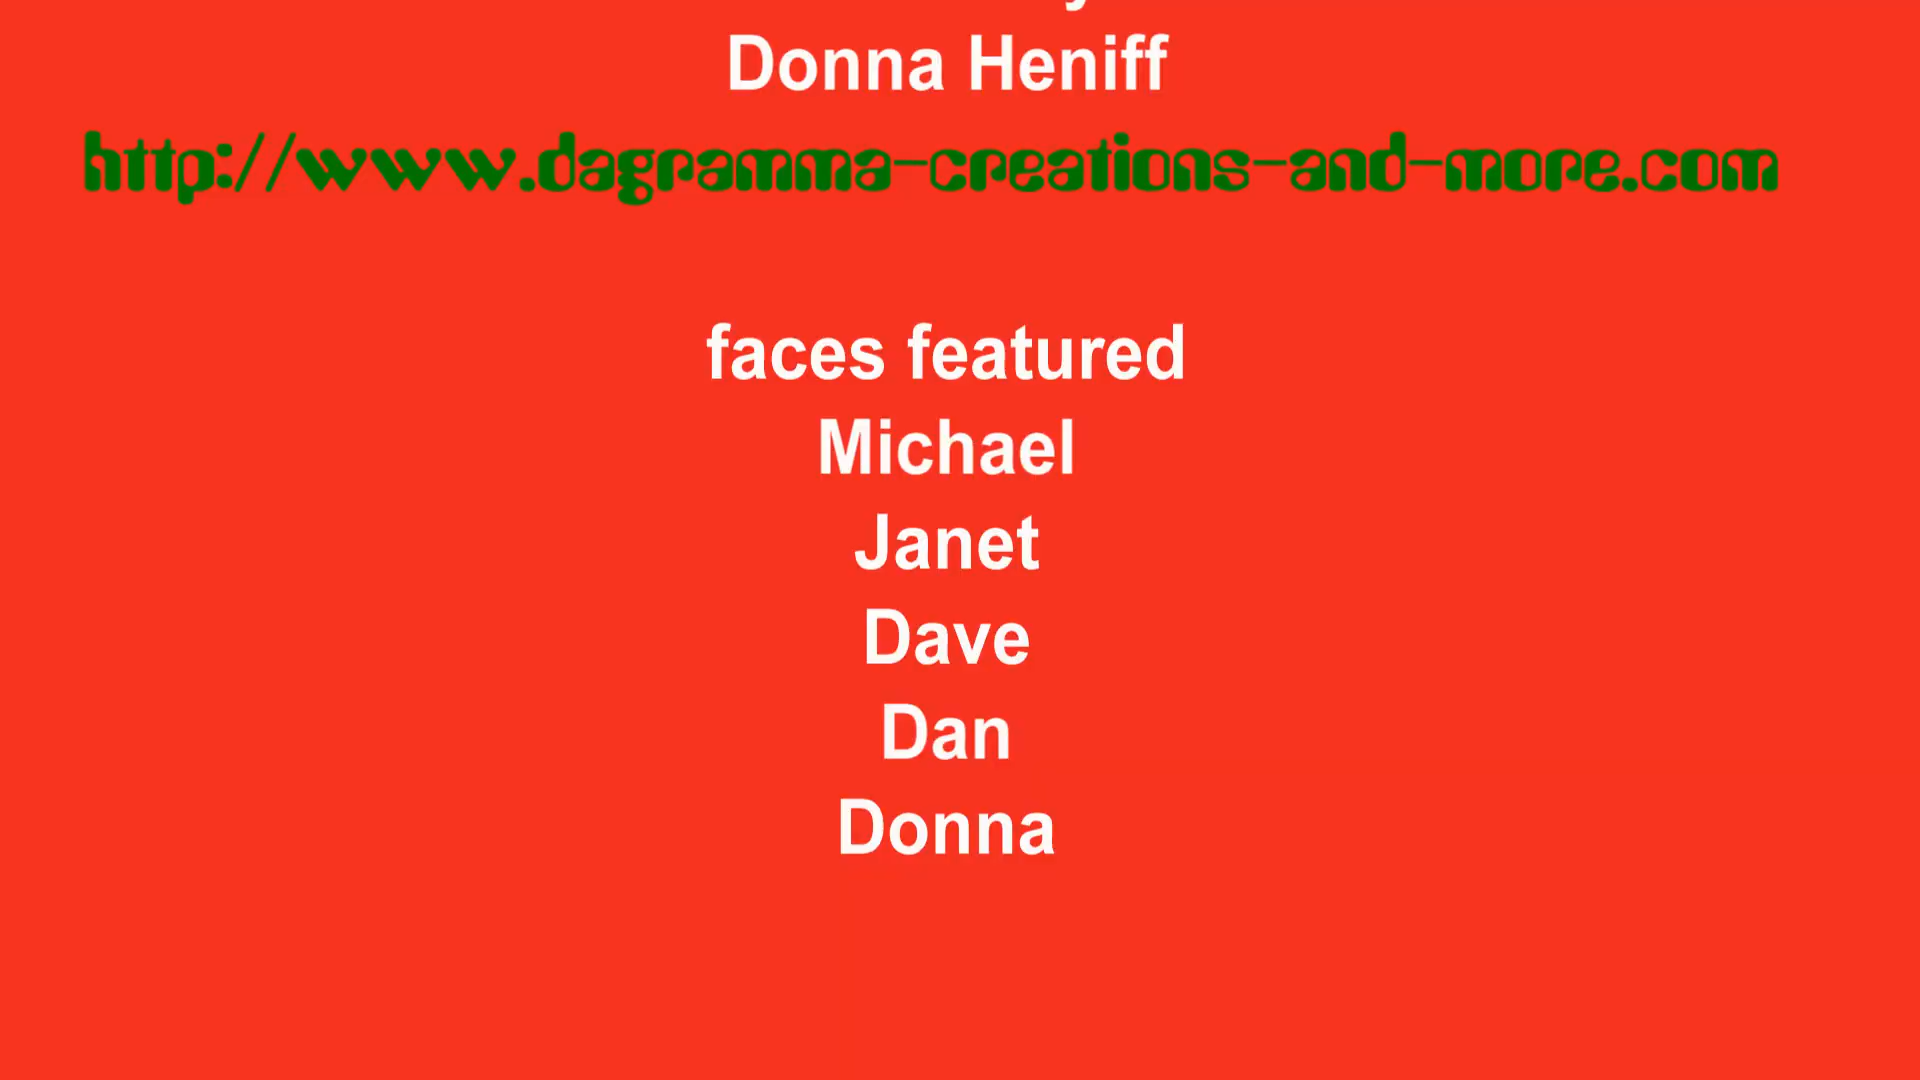 Donna Heniff
http://www.dagramma-creations-and-more.com
faces featured
Michael
Janet
Dave
Dan
Donna